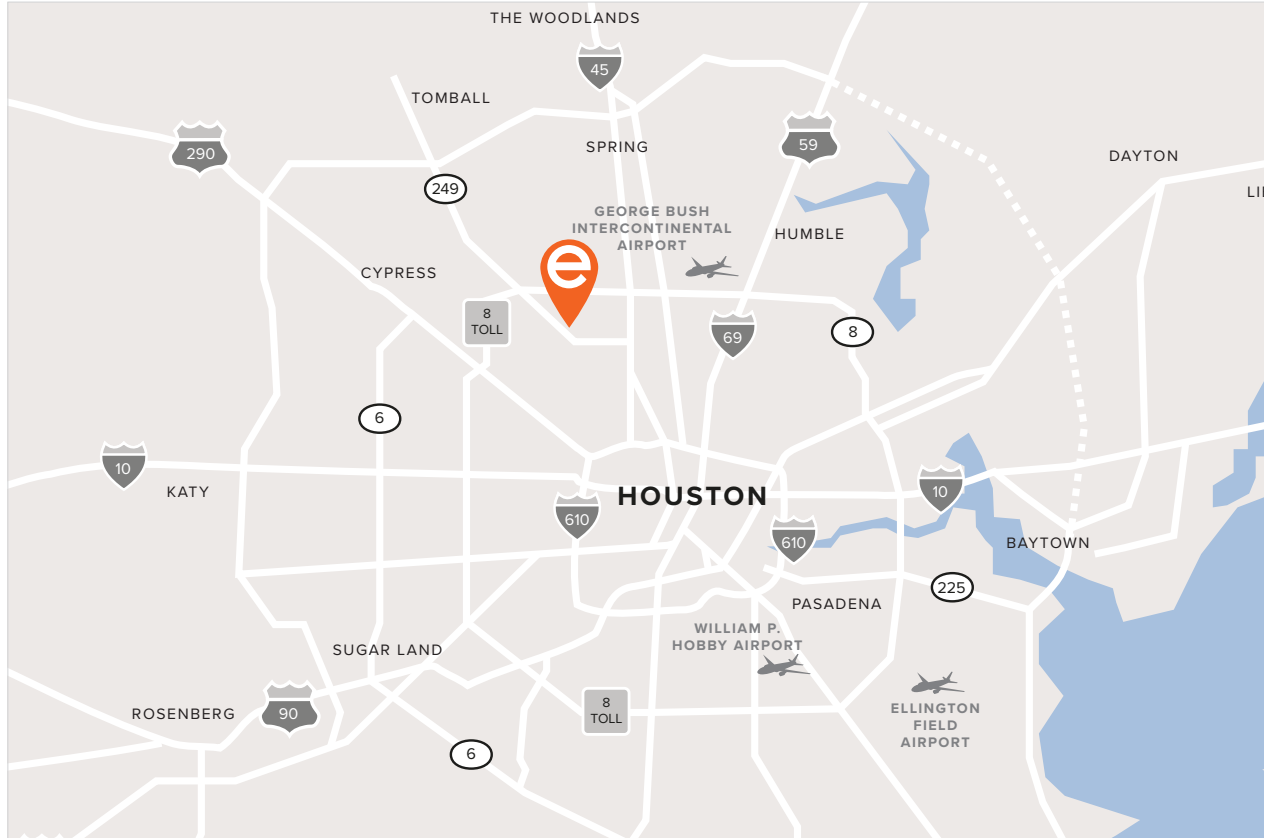 THE WOODLANDS
45
TOMBALL
290
SPRING
59
DAYTON
249
GEORGE BUSH
INTERCONTINENTAL
AIRPORT
HUMBLE
CYPRESS
e
8
TOLL
69
8
6
10
KATY
HOUSTON
10
610
610
BAYTOWN
225
PASADENA
WILLIAM P.
HOBBY AIRPORT
SUGAR LAND
ROSENBERG
90
8
TOLL
ELLINGTON
FIELD
AIRPORT
6